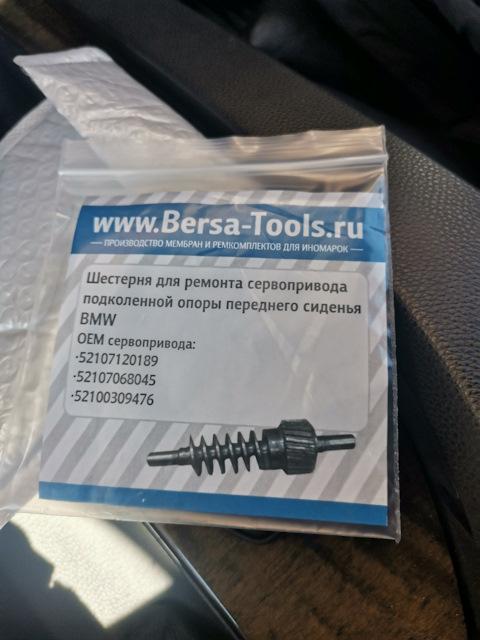 www.Bersa-Tools.ru
— ПРОИЗВОДСТВО МЕМБРАН И РЕМКОМПЛЕКТОВ ДЛЯ ИНОМАРОК —
Шестерня для ремонта сервопривода
подколенной опоры переднего сиденья
BMW
OEM сервопривода:
·52107120189
·52107068045
·52100309476